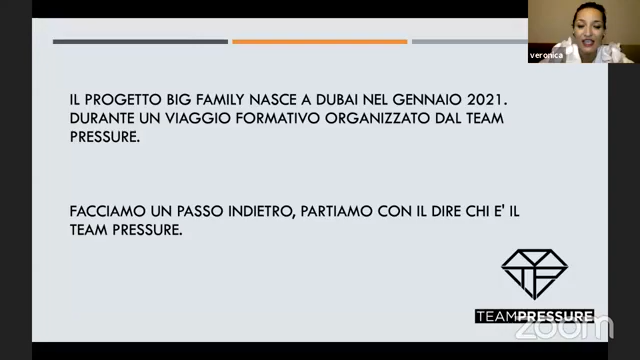 veronica
IL PROGETTO BIG FAMILY NASCE A DUBAI NEL GENNAIO 2021.
DURANTE UN VIAGGIO FORMATIVO ORGANIZZATO DAL TEAM
PRESSURE.
FACCIAMO UN PASSO INDIETRO, PARTIAMO CON IL DIRE CHI E' IL
TEAM PRESSURE.
TEAMPRESSURE
zoom